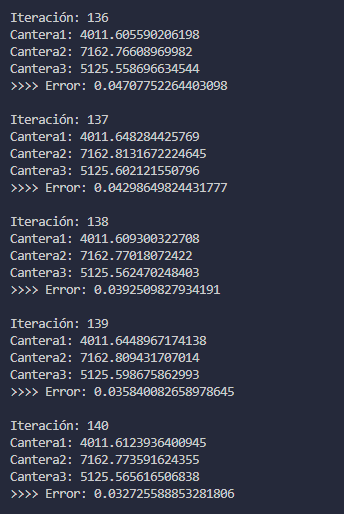 Iteración: 136
Cantera1: 4011.605590206198
Cantera2: 7162.76608969982
Cantera3: 5125.558696634544
>>>> Error: 0.04707752264403098
Iteración: 137
Cantera1: 4011.648284425769
Cantera2: 7162.8131672224645
Cantera3: 5125.602121550796
>>>> Error: 0.04298649824431777
Iteración: 138
Cantera1: 4011.609300322708
Cantera2: 7162.77018072422
Cantera3: 5125.562470248403
>>>> Error: 0.0392509827934191
Iteración: 139
Cantera1: 4011.6448967174138
Cantera2: 7162.809431707014
Cantera3: 5125.598675862993
>>>> Error: 0.035840082658978645
Iteración: 140
Cantera1: 4011.6123936400945
Cantera2: 7162.773591624355
Cantera3: 5125.565616506838
>>>> Error: 0.032725588853281806